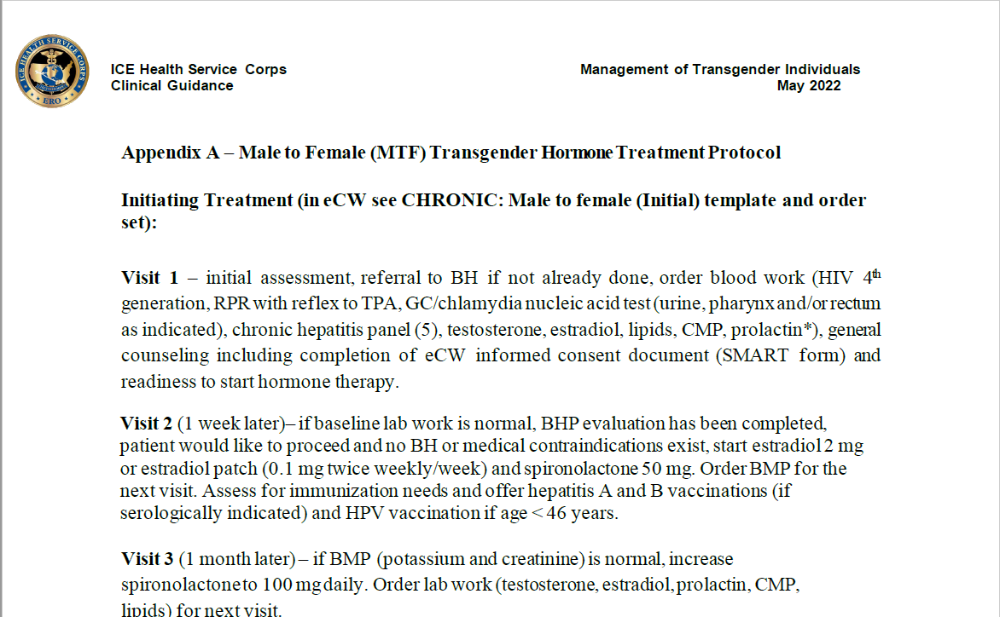 ICE HEALTH SERVICE CORPS
ERO
ICE Health Service Corps
Clinical Guidance
Management of Transgender Individuals
May 2022
Appendix A – Male to Female (MTF) Transgender Hormone Treatment Protocol
Initiating Treatment (in eCW see CHRONIC: Male to female (Initial) template and order
set):
Visit 1 – initial assessment, referral to BH if not already done, order blood work (HIV 4th
generation, RPR with reflex to TPA, GC/chlamydia nucleic acid test (urine, pharynx and/or rectum
as indicated), chronic hepatitis panel (5), testosterone, estradiol, lipids, CMP, prolactin*), general
counseling including completion of eCW informed consent document (SMART form) and
readiness to start hormone therapy.
Visit 2 (1 week later)– if baseline lab work is normal, BHP evaluation has been completed,
patient would like to proceed and no BH or medical contraindications exist, start estradiol 2 mg
or estradiol patch (0.1 mg twice weekly/week) and spironolactone 50 mg. Order BMP for the
next visit. Assess for immunization needs and offer hepatitis A and B vaccinations (if
serologically indicated) and HPV vaccination if age < 46 years.
Visit 3 (1 month later) – if BMP (potassium and creatinine) is normal, increase
spironolactone to 100 mg daily. Order lab work (testosterone, estradiol, prolactin, CMP,
lipids) for next visit.